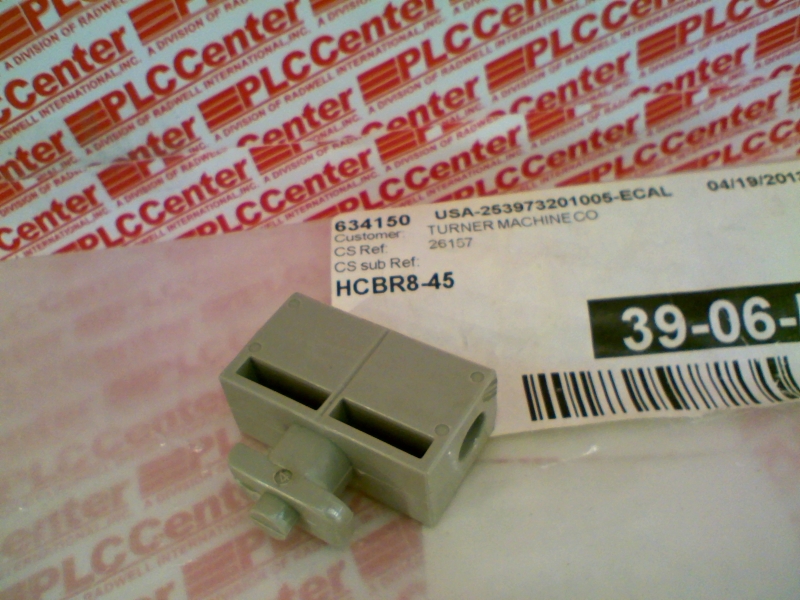 PLCCenter
A DIVISION OF RADWELL INTERNATIONAL, INC.
634150 USA-253973201005-ECAL 04/19/201
Customer: TURNER MACHINE CO
CS Ref: 26157
CS sub Ref:
HCBR8-45
39-06-